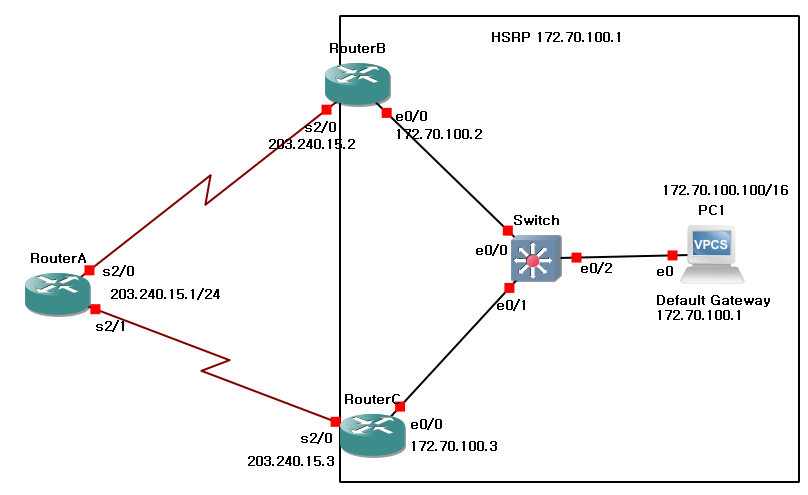 HSRP 172.70.100.1
RouterB
s2/0
203.240.15.2
e0/0
172.70.100.2
172.70.100.100/16
PC1
VPCS
Switch
e0/0
e0/2
e0
e0/1
Default Gateway
172.70.100.1
RouterA
s2/0
203.240.15.1/24
s2/1
RouterC
s2/0
203.240.15.3
e0/0
172.70.100.3